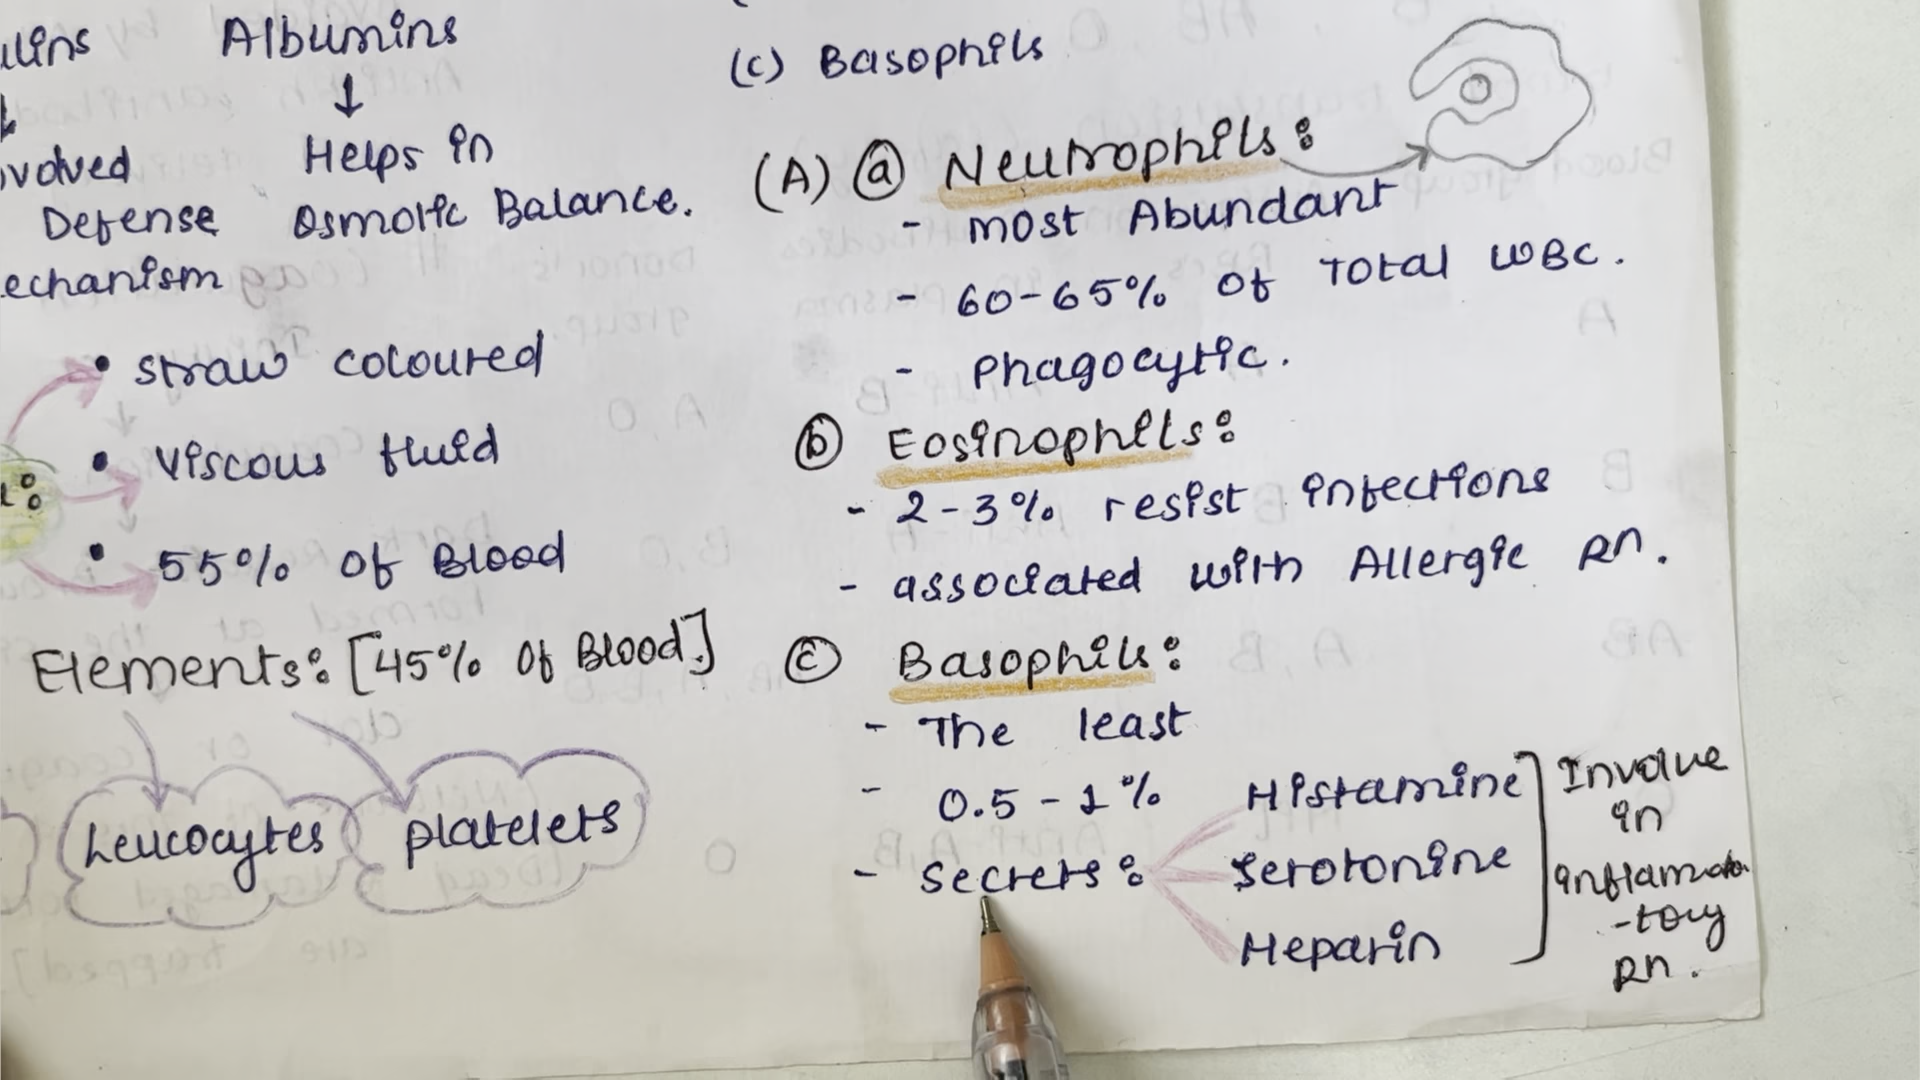 Albumins
↓
Helps in
Osmotic Balance.
Defense
• straw coloured
• viscous fluid
• 55% of Blood
Elements: [45% of Blood]
Leucocytes platelets
(c) Basophils
(A) (a) Neutrophils:
- most Abundant
- 60-65% of Total WBC.
- Phagocytic.
(b) Eosinophils:
- 2-3% resist infections
- associated with Allergic Rn.
(c) Basophils:
- The least
- 0.5-1%
- Secrets:
Histamine
Serotonine
Heparin
Involve
in
inflamma
-tory
Rn.